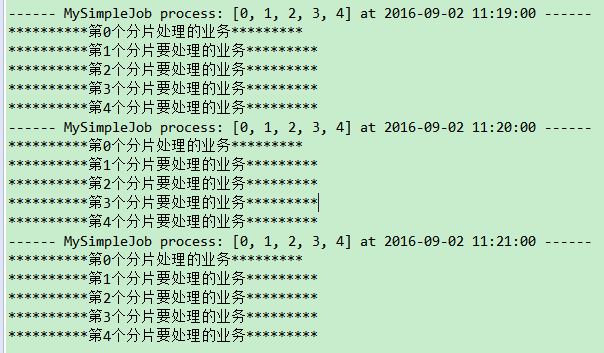 ------ MySimpleJob process: [0, 1, 2, 3, 4] at 2016-09-02 11:19:00 ------
**********第0个分片处理的业务*********
**********第1个分片要处理的业务*********
**********第2个分片要处理的业务*********
**********第3个分片要处理的业务*********
**********第4个分片要处理的业务*********
------ MySimpleJob process: [0, 1, 2, 3, 4] at 2016-09-02 11:20:00 ------
**********第0个分片处理的业务*********
**********第1个分片要处理的业务*********
**********第2个分片要处理的业务*********
**********第3个分片要处理的业务*********
**********第4个分片要处理的业务*********
------ MySimpleJob process: [0, 1, 2, 3, 4] at 2016-09-02 11:21:00 ------
**********第0个分片处理的业务*********
**********第1个分片要处理的业务*********
**********第2个分片要处理的业务*********
**********第3个分片要处理的业务*********
**********第4个分片要处理的业务*********